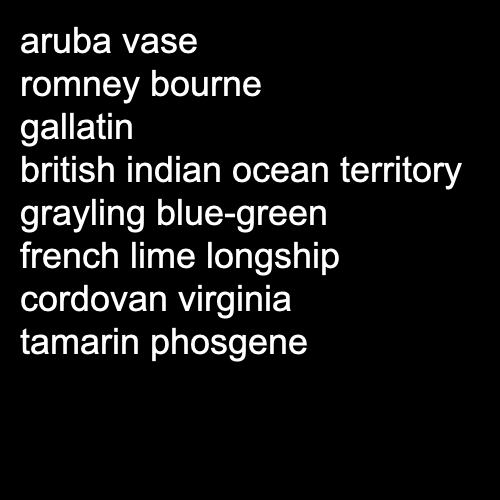 aruba vase
romney bourne
gallatin
british indian ocean territory
grayling blue-green
french lime longship
cordovan virginia
tamarin phosgene